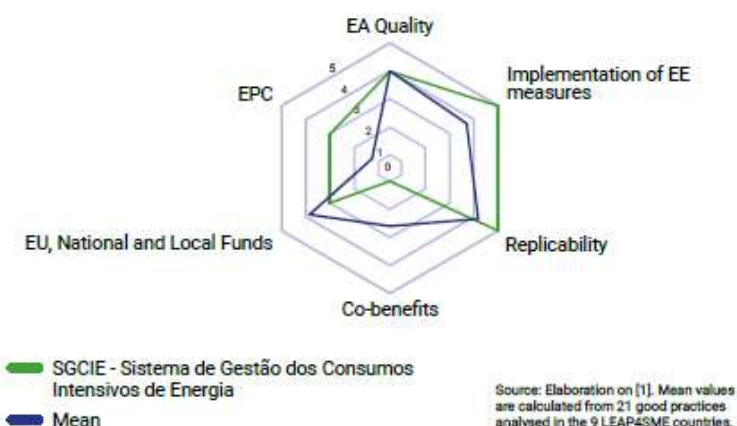 EA Quality
Implementation of EE
measures
EPC
5
4
3
2
1
0
EU, National and Local Funds
Replicability
Co-benefits
SGCIE - Sistema de Gestão dos Consumos
Intensivos de Energia
Mean
Source: Elaboration on [1]. Mean values
are calculated from 21 good practices
analysed in the 9 LEAP4SME countries.